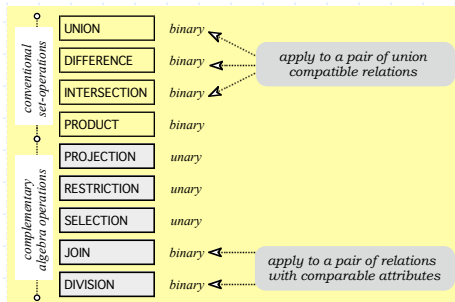 conventional
set-operations
UNION binary
DIFFERENCE binary
INTERSECTION binary
PRODUCT binary
apply to a pair of union
compatible relations
complementary
algebra operations
PROJECTION unary
RESTRICTION unary
SELECTION unary
JOIN binary
DIVISION binary
apply to a pair of relations
with comparable attributes